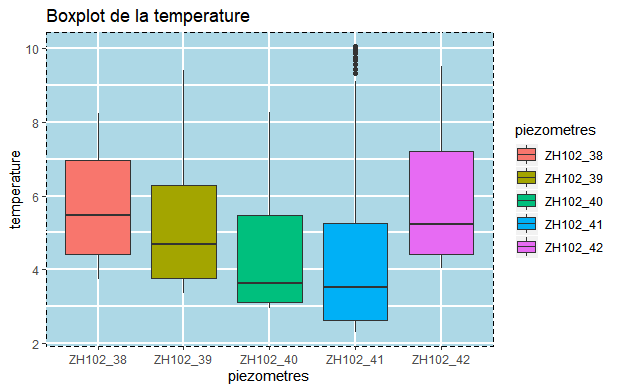 Boxplot de la temperature
temperature
10
8
6
4
2
ZH102_38 ZH102_39 ZH102_40 ZH102_41 ZH102_42
piezometres
piezometres
ZH102_38
ZH102_39
ZH102_40
ZH102_41
ZH102_42